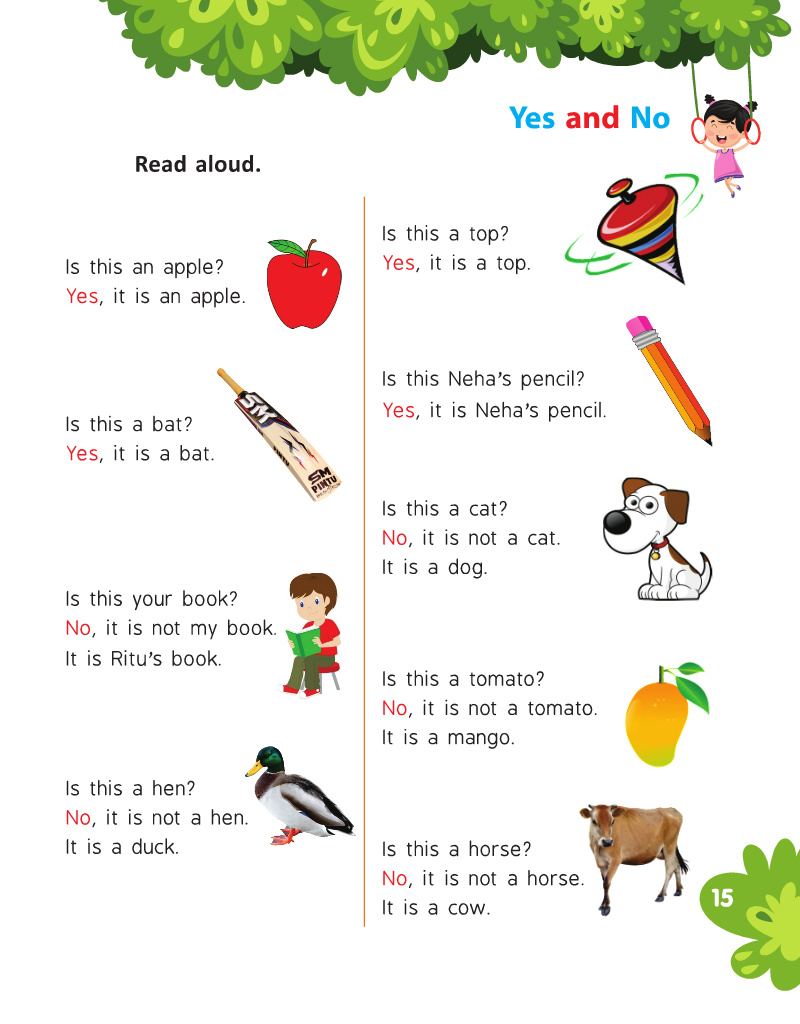 Yes and No
Read aloud.
Is this an apple?
Yes, it is an apple.
Is this a bat?
Yes, it is a bat.
SM
PINTU
SM
PINTU
Is this your book?
No, it is not my book.
It is Ritu's book.
Is this a hen?
No, it is not a hen.
It is a duck.
Is this a top?
Yes, it is a top.
Is this Neha's pencil?
Yes, it is Neha's pencil.
Is this a cat?
No, it is not a cat.
It is a dog.
Is this a tomato?
No, it is not a tomato.
It is a mango.
Is this a horse?
No, it is not a horse.
It is a cow.
15